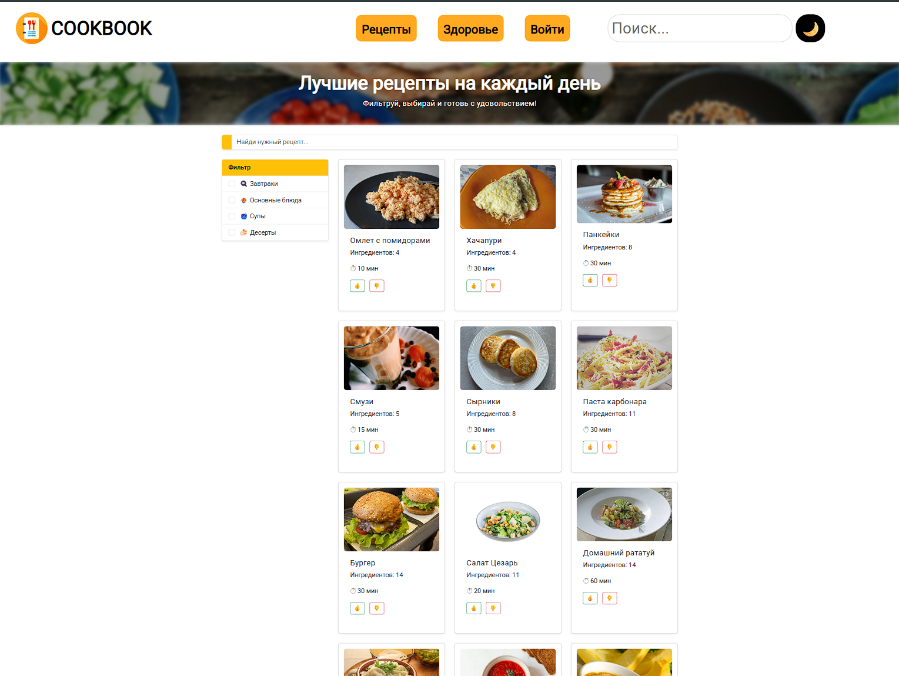 COOKBOOK
Рецепты
Здоровье
Войти
Поиск...
Лучшие рецепты на каждый день
Фильтруй, выбирай и готовь с удовольствием!
Найди нужный рецепт...
Фильтр
Завтраки
Основные блюда
Супы
Десерты
Омлет с помидорами
Ингредиентов: 4
10 мин
Хачапури
Ингредиентов: 4
30 мин
Панкейки
Ингредиентов: 8
30 мин
Смузи
Ингредиентов: 5
15 мин
Сырники
Ингредиентов: 8
30 мин
Паста карбонара
Ингредиентов: 11
30 мин
Бургер
Ингредиентов: 14
30 мин
Салат Цезарь
Ингредиентов: 11
20 мин
Домашний рататуй
Ингредиентов: 14
60 мин